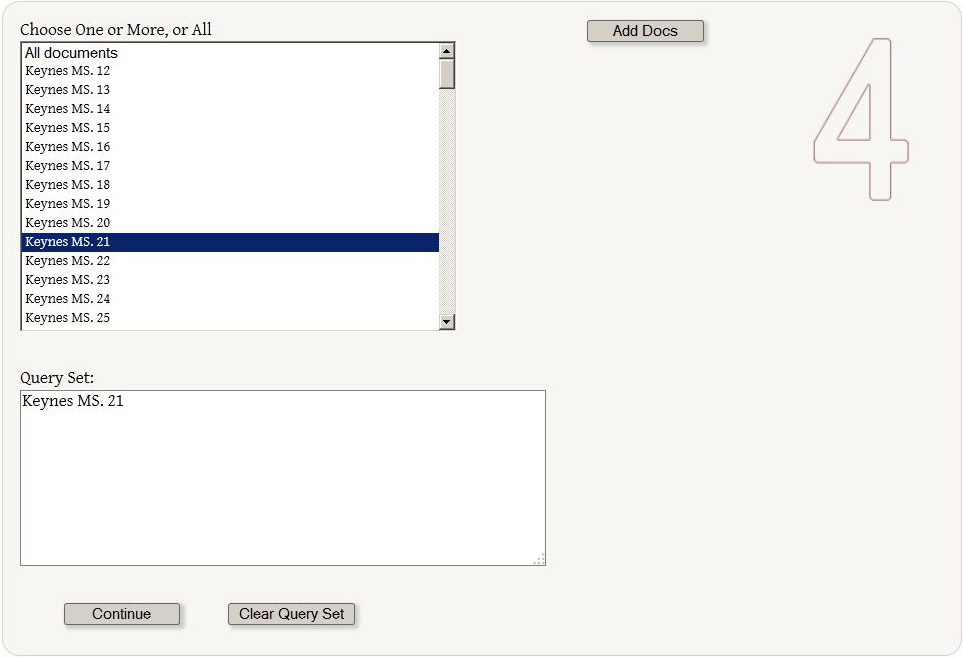 Choose One or More, or All
Add Docs
4
All documents
Keynes MS. 12
Keynes MS. 13
Keynes MS. 14
Keynes MS. 15
Keynes MS. 16
Keynes MS. 17
Keynes MS. 18
Keynes MS. 19
Keynes MS. 20
Keynes MS. 21
Keynes MS. 22
Keynes MS. 23
Keynes MS. 24
Keynes MS. 25
Query Set:
Keynes MS. 21
Continue
Clear Query Set